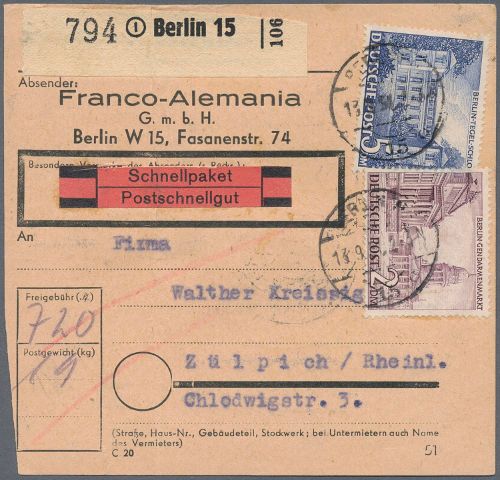 794 1 Berlin 15
106
Absender:
Franco-Alemania
G. m. b. H.
Berlin W 15, Fasanenstr. 74
Schnellpaket
Postschnellgut
An
Firma
Walther Kreissig
Zülpich / Rheinl.
Chlodwigstr. 3.
Freigebühr
720
Postgewicht (kg)
19
(Straße, Haus-Nr., Gebäudeteil, Stockwerk; bei Untermietern auch Name
des Vermieters)
C 20
51
DEUTSCHE POST
BERLIN-TEGEL-SCHLOSS
DEUTSCHE POST
2 DM
BERLIN-GENDARMENMARKT